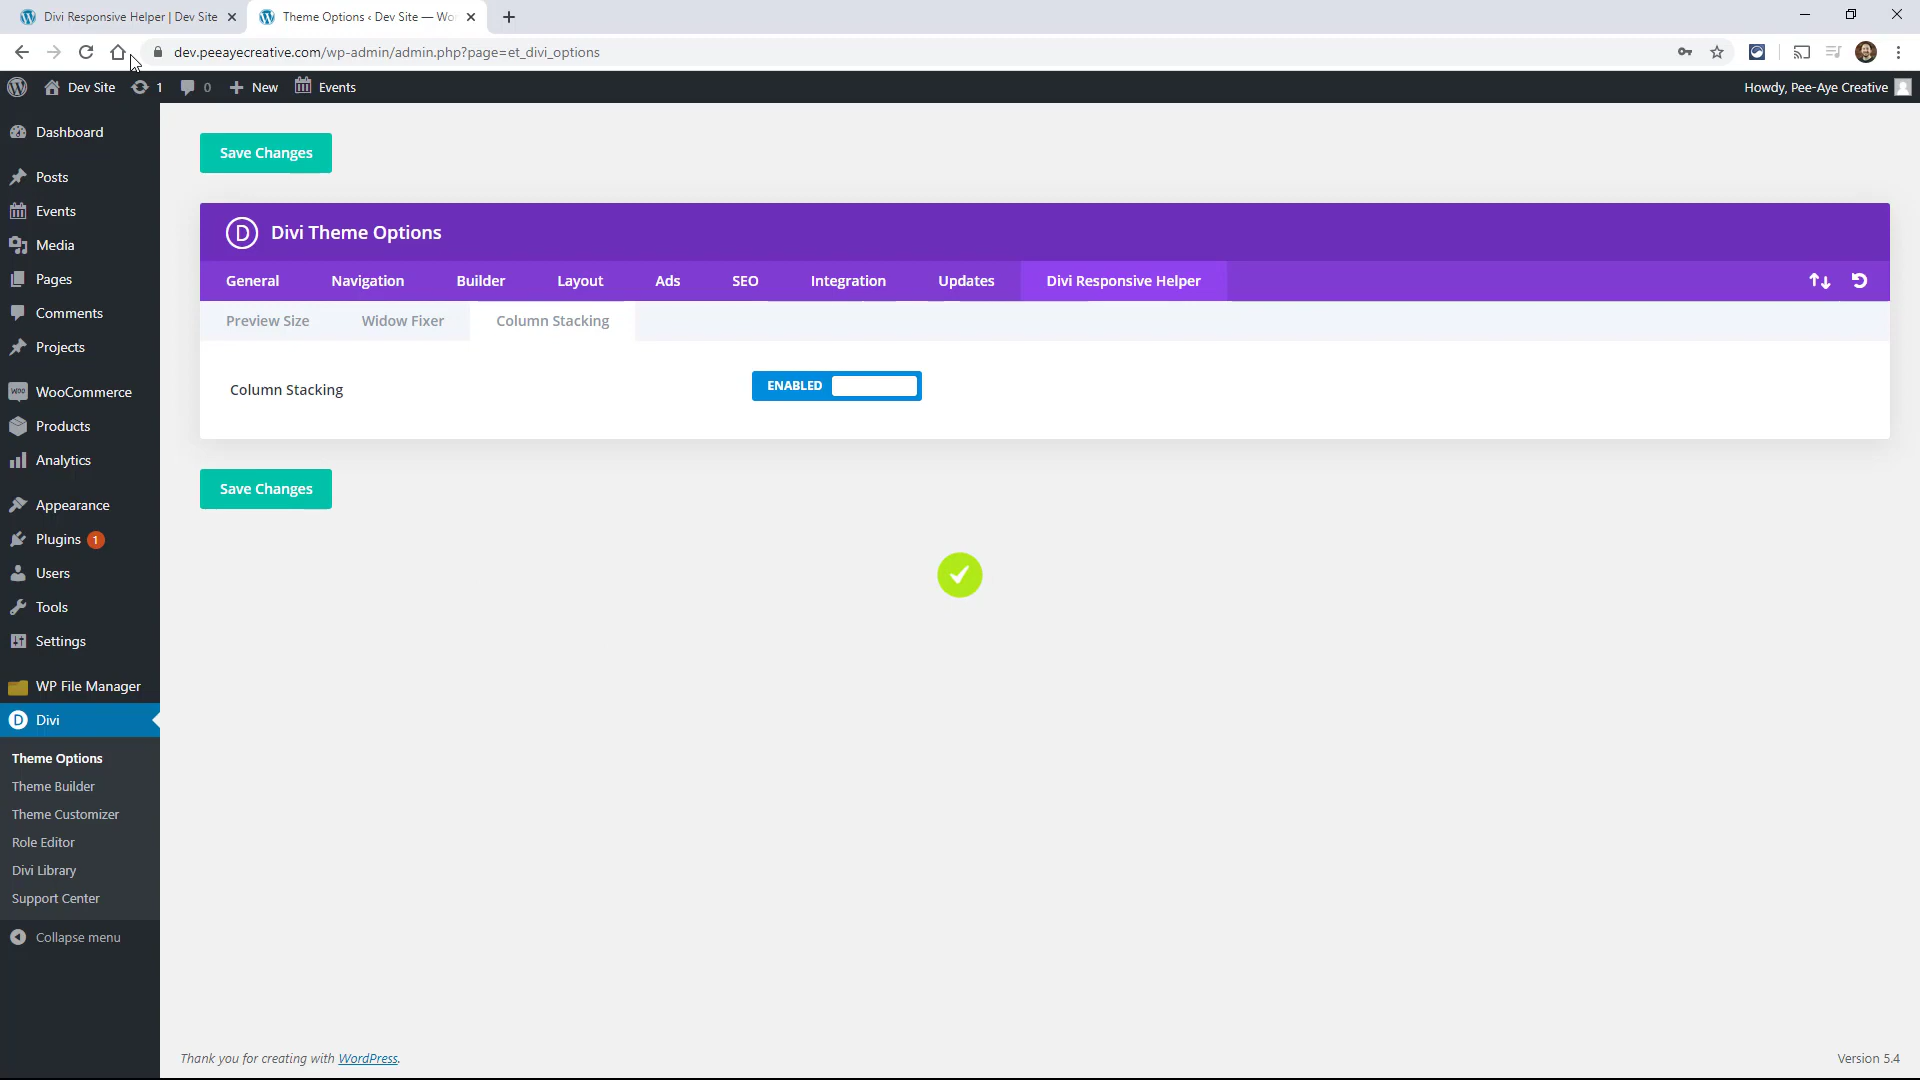 Divi Responsive Helper | Dev Site
Theme Options ‹ Dev Site — Wor
dev.peeayecreative.com/wp-admin/admin.php?page=et_divi_options
Dev Site
1
0
New
Events
Howdy, Pee-Aye Creative
Dashboard
Posts
Events
Media
Pages
Comments
Projects
WooCommerce
Products
Analytics
Appearance
Plugins 1
Users
Tools
Settings
WP File Manager
Divi
Theme Options
Theme Builder
Theme Customizer
Role Editor
Divi Library
Support Center
Collapse menu
Save Changes
D Divi Theme Options
General
Navigation
Builder
Layout
Ads
SEO
Integration
Updates
Divi Responsive Helper
Preview Size
Widow Fixer
Column Stacking
Column Stacking
ENABLED
Save Changes
Thank you for creating with WordPress.
Version 5.4